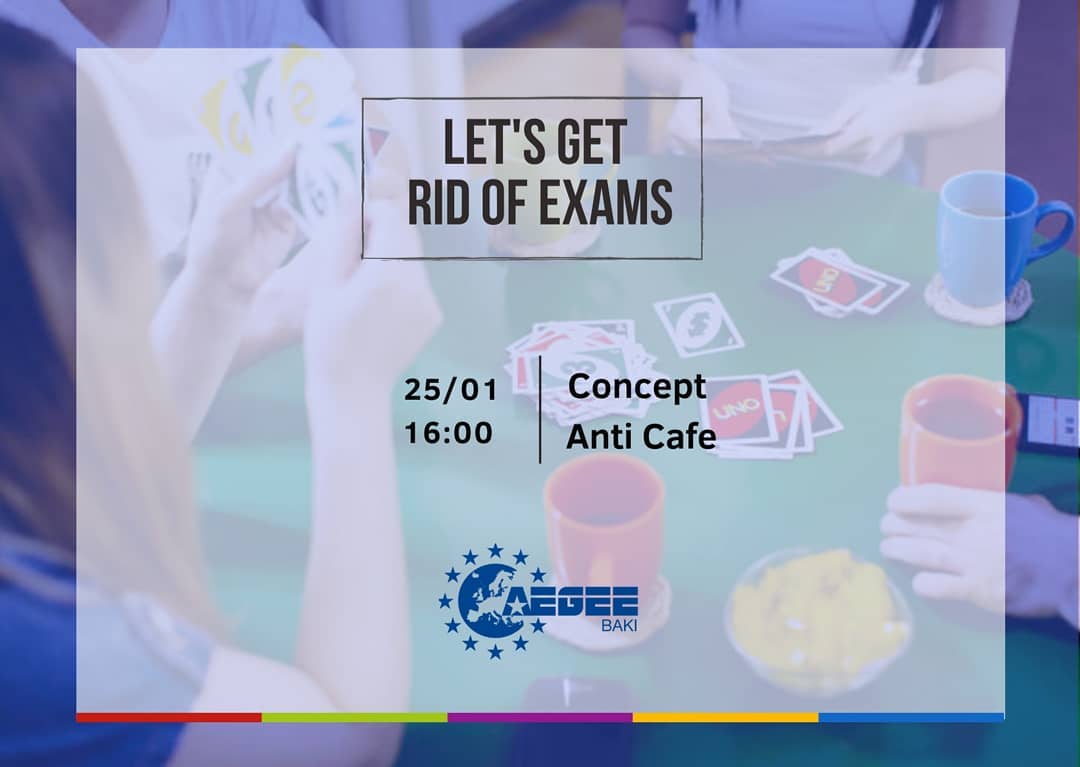 LET'S GET
RID OF EXAMS
25/01
16:00
Concept
Anti Cafe
UNO
UNO
AEGEE
BAKI